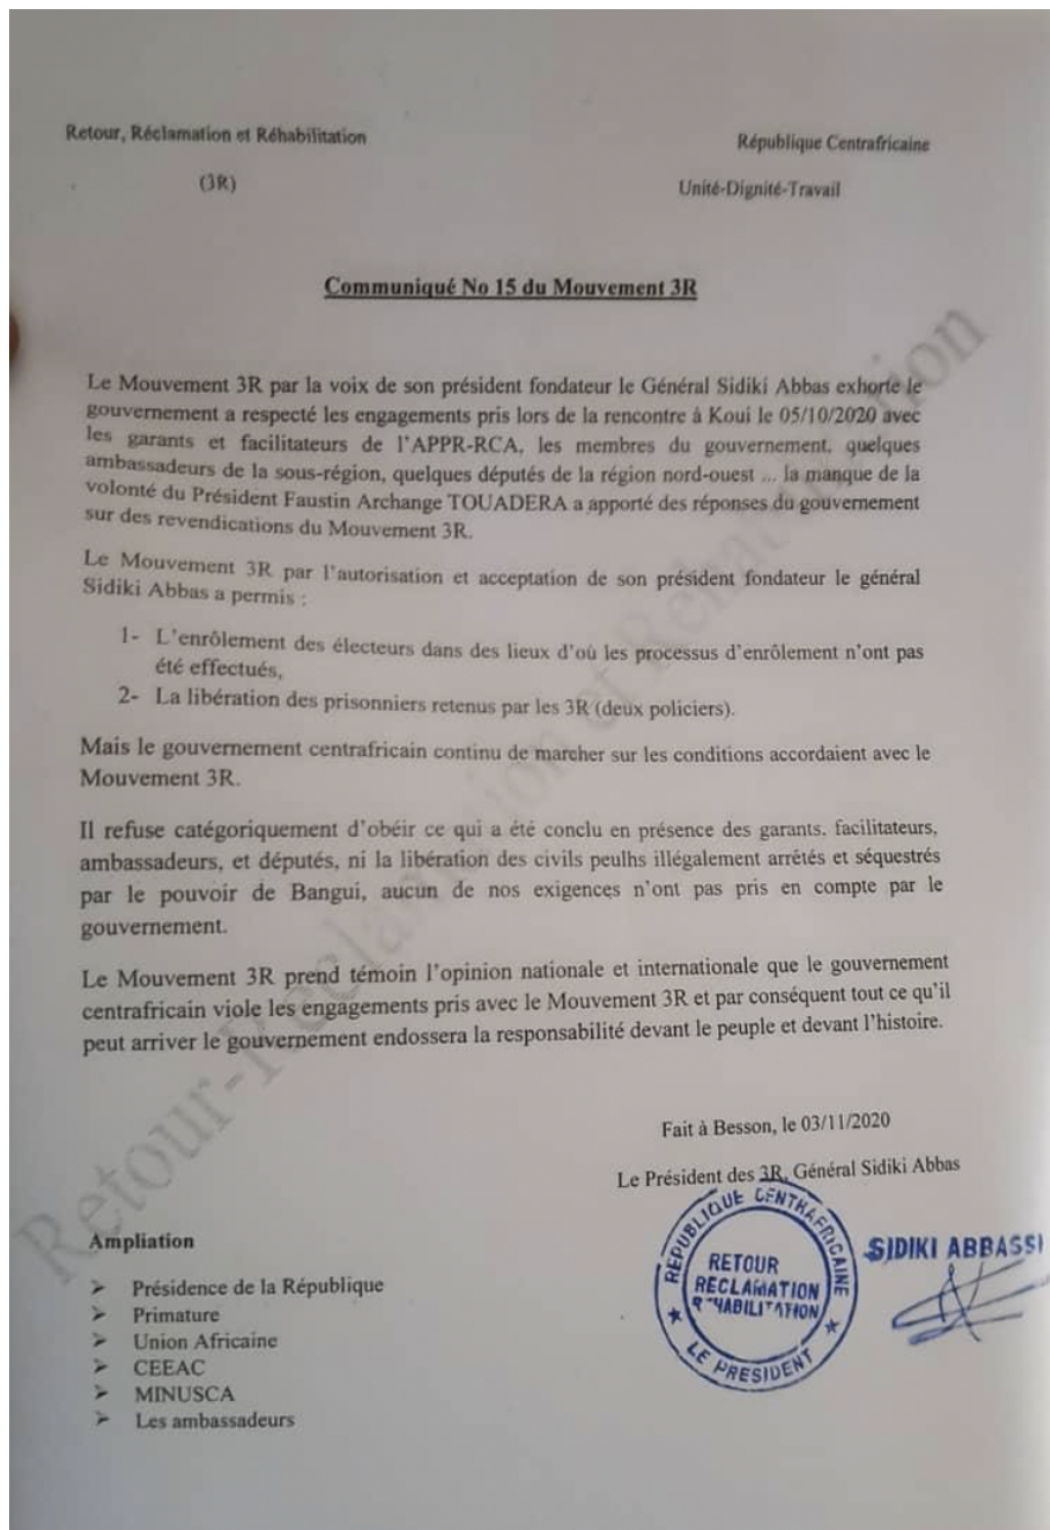 Retour, Réclamation et Réhabilitation
République Centrafricaine
(3R)
Unité-Dignité-Travail
Communiqué No 15 du Mouvement 3R
Le Mouvement 3R par la voix de son président fondateur le Général Sidiki Abbas exhorte le
gouvernement a respecté les engagements pris lors de la rencontre à Koui le 05/10/2020 avec
les garants et facilitateurs de l'APPR-RCA, les membres du gouvernement, quelques
ambassadeurs de la sous-région, quelques députés de la région nord-ouest ... la manque de la
volonté du Président Faustin Archange TOUADERA a apporté des réponses du gouvernement
sur des revendications du Mouvement 3R.
Le Mouvement 3R par l'autorisation et acceptation de son président fondateur le général
Sidiki Abbas a permis :
1- L'enrôlement des électeurs dans des lieux d'où les processus d'enrôlement n'ont pas
été effectués,
2- La libération des prisonniers retenus par les 3R (deux policiers).
Mais le gouvernement centrafricain continu de marcher sur les conditions accordaient avec le
Mouvement 3R.
Il refuse catégoriquement d'obéir ce qui a été conclu en présence des garants, facilitateurs,
ambassadeurs, et députés, ni la libération des civils peulhs illégalement arrêtés et séquestrés
par le pouvoir de Bangui, aucun de nos exigences n'ont pas pris en compte par le
gouvernement.
Le Mouvement 3R prend témoin l'opinion nationale et internationale que le gouvernement
centrafricain viole les engagements pris avec le Mouvement 3R et par conséquent tout ce qu'il
peut arriver le gouvernement endossera la responsabilité devant le peuple et devant l'histoire.
Fait à Besson, le 03/11/2020
Le Président des 3R, Général Sidiki Abbas
REPUBLIQUE CENTRAFRICAINE
RETOUR
RECLAMATION
LE PRESIDENT
SIDIKI ABBASSI
Ampliation
➢ Présidence de la République
➢ Primature
➢ Union Africaine
➢ CEEAC
➢ MINUSCA
➢ Les ambassadeurs
Retour-Réclamation et Réhabilitation